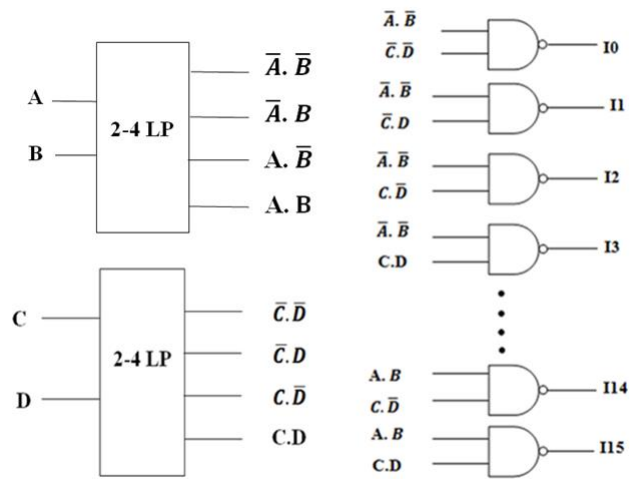 A
B
2-4 LP
A̅. B̅
A̅. B
A. B̅
A. B
C
D
2-4 LP
C̅.D̅
C̅.D
C.D̅
C.D
A̅.B̅
C̅.D̅
I0
A̅.B̅
C̅.D
I1
A̅.B̅
C.D̅
I2
A̅.B̅
C.D
I3
A.B
C.D̅
I14
A.B
C.D
I15